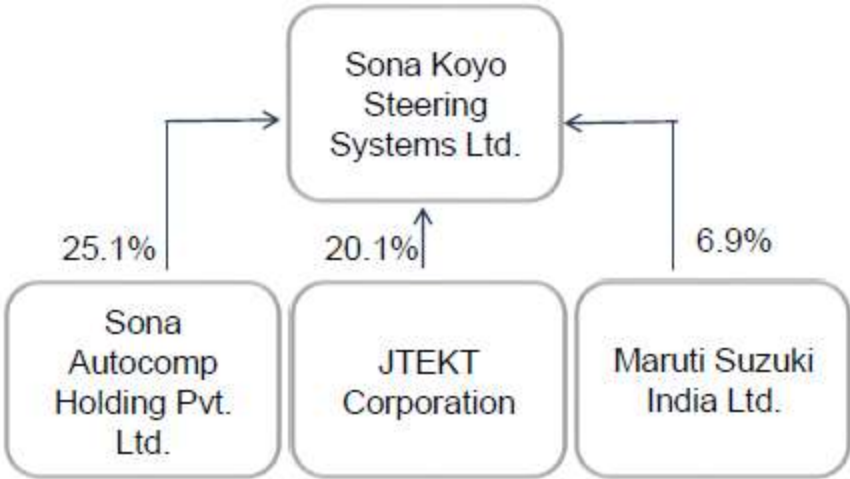 Sona Koyo
Steering
Systems Ltd.
25.1%
20.1%
6.9%
Sona
Autocomp
Holding Pvt.
Ltd.
JTEKT
Corporation
Maruti Suzuki
India Ltd.